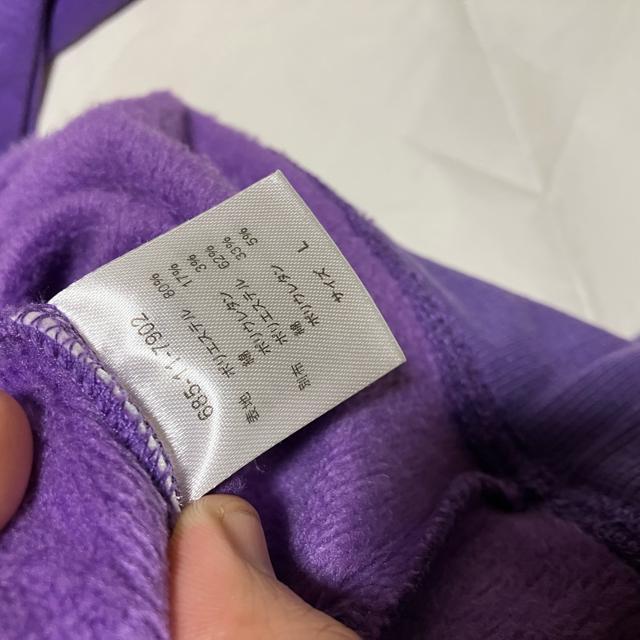 685-11-7902
表地 ポリエステル 80%
綿 17%
ポリウレタン 3%
別布 綿 62%
ポリエステル 33%
ポリウレタン 5%
サイズ L